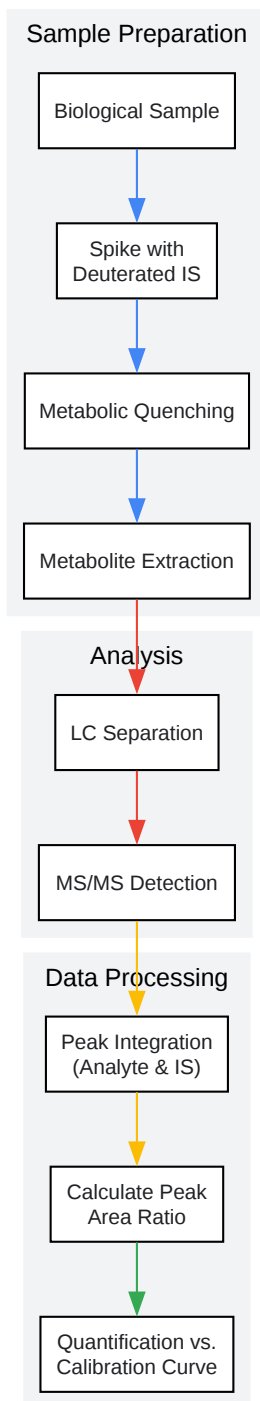 Sample Preparation
Biological Sample
Spike with
Deuterated IS
Metabolic Quenching
Metabolite Extraction
Analysis
LC Separation
MS/MS Detection
Data Processing
Peak Integration
(Analyte & IS)
Calculate Peak
Area Ratio
Quantification vs.
Calibration Curve